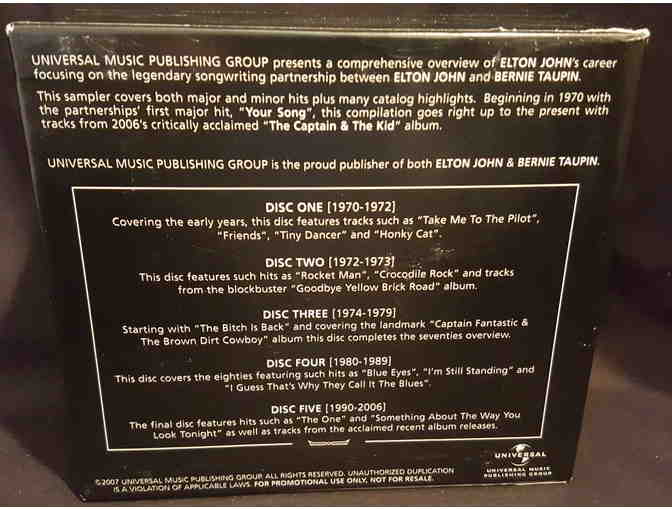 UNIVERSAL MUSIC PUBLISHING GROUP presents a comprehensive overview of ELTON JOHN's career
focusing on the legendary songwriting partnership between ELTON JOHN and BERNIE TAUPIN.
This sampler covers both major and minor hits plus many catalog highlights. Beginning in 1970 with
the partnerships' first major hit, "Your Song", this compilation goes right up to the present with
tracks from 2006's critically acclaimed "The Captain & The Kid" album.
UNIVERSAL MUSIC PUBLISHING GROUP is the proud publisher of both ELTON JOHN & BERNIE TAUPIN.
DISC ONE [1970-1972]
Covering the early years, this disc features tracks such as "Take Me To The Pilot",
"Friends", "Tiny Dancer" and "Honky Cat".
DISC TWO [1972-1973]
This disc features such hits as "Rocket Man", "Crocodile Rock" and tracks
from the blockbuster "Goodbye Yellow Brick Road" album.
DISC THREE [1974-1979]
Starting with "The Bitch Is Back" and covering the landmark "Captain Fantastic &
The Brown Dirt Cowboy" album this disc completes the seventies overview.
DISC FOUR [1980-1989]
This disc covers the eighties featuring such hits as "Blue Eyes", "I'm Still Standing" and
"I Guess That's Why They Call It The Blues".
DISC FIVE [1990-2006]
The final disc features hits such as "The One" and "Something About The Way You
Look Tonight" as well as tracks from the acclaimed recent album releases.
UNIVERSAL
UNIVERSAL MUSIC
PUBLISHING GROUP
©2007 UNIVERSAL MUSIC PUBLISHING GROUP. ALL RIGHTS RESERVED. UNAUTHORIZED DUPLICATION
IS A VIOLATION OF APPLICABLE LAWS. FOR PROMOTIONAL USE ONLY, NOT FOR RESALE.